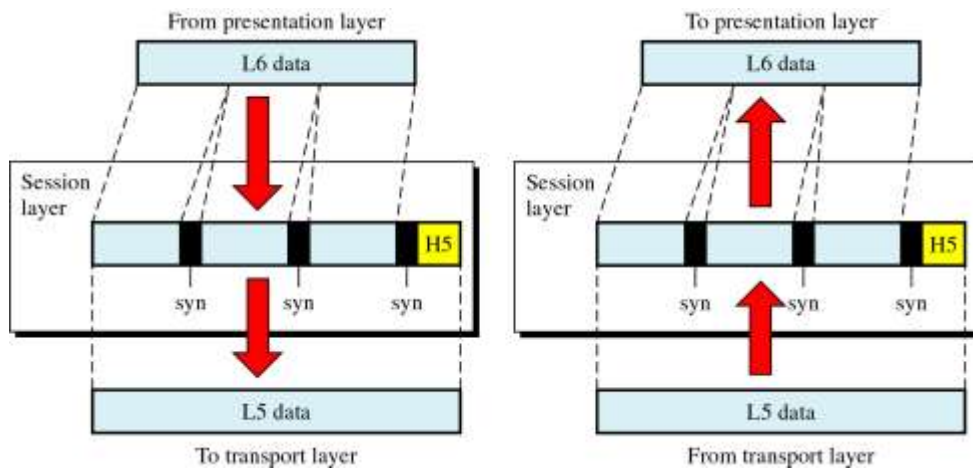 From presentation layer
L6 data
Session
layer
H5
syn
syn
syn
L5 data
To transport layer
To presentation layer
L6 data
Session
layer
H5
syn
syn
syn
L5 data
From transport layer